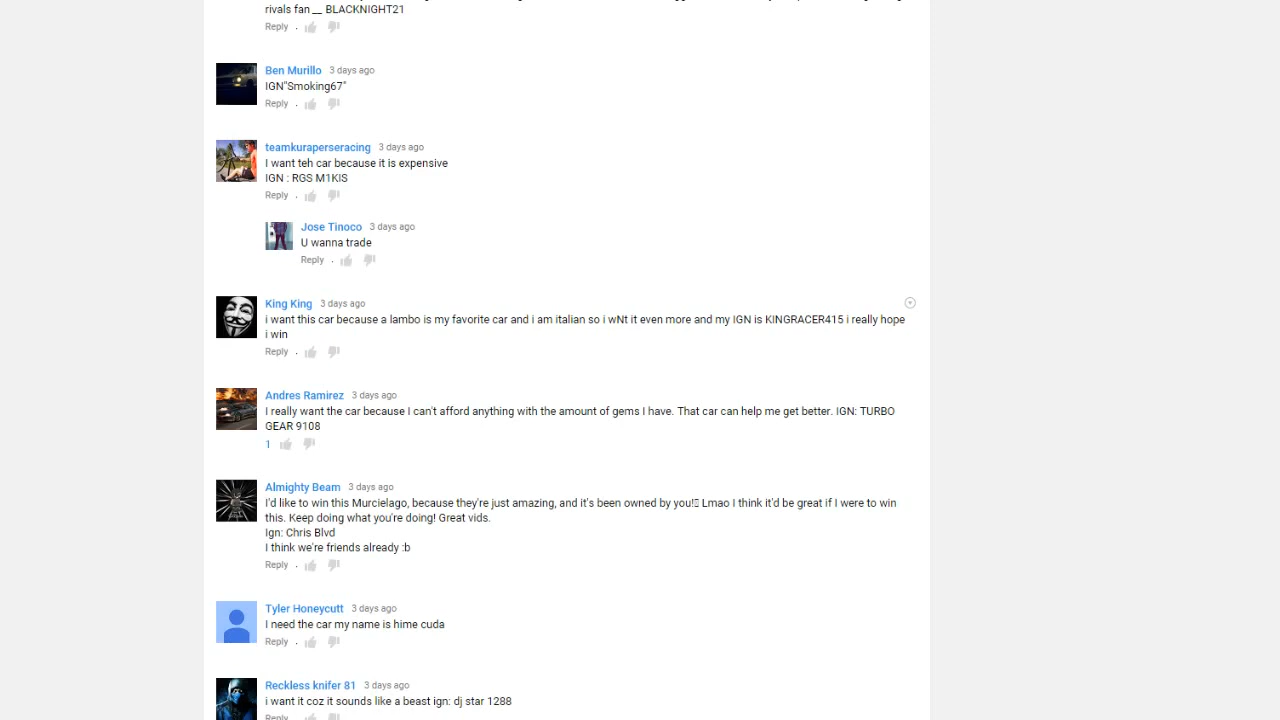 rivals fan __ BLACKNIGHT21
Reply .
Ben Murillo 3 days ago
IGN"Smoking67"
Reply .
teamkuraperseracing 3 days ago
I want teh car because it is expensive
IGN : RGS M1KIS
Reply .
Jose Tinoco 3 days ago
U wanna trade
Reply .
King King 3 days ago
i want this car because a lambo is my favorite car and i am italian so i wNt it even more and my IGN is KINGRACER415 i really hope
i win
Reply .
Andres Ramirez 3 days ago
I really want the car because I can't afford anything with the amount of gems I have. That car can help me get better. IGN: TURBO
GEAR 9108
1
Almighty Beam 3 days ago
I'd like to win this Murcielago, because they're just amazing, and it's been owned by you! Lmao I think it'd be great if I were to win
this. Keep doing what you're doing! Great vids.
Ign: Chris Blvd
I think we're friends already :b
Reply .
Tyler Honeycutt 3 days ago
I need the car my name is hime cuda
Reply .
Reckless knifer 81 3 days ago
i want it coz it sounds like a beast ign: dj star 1288
Reply .